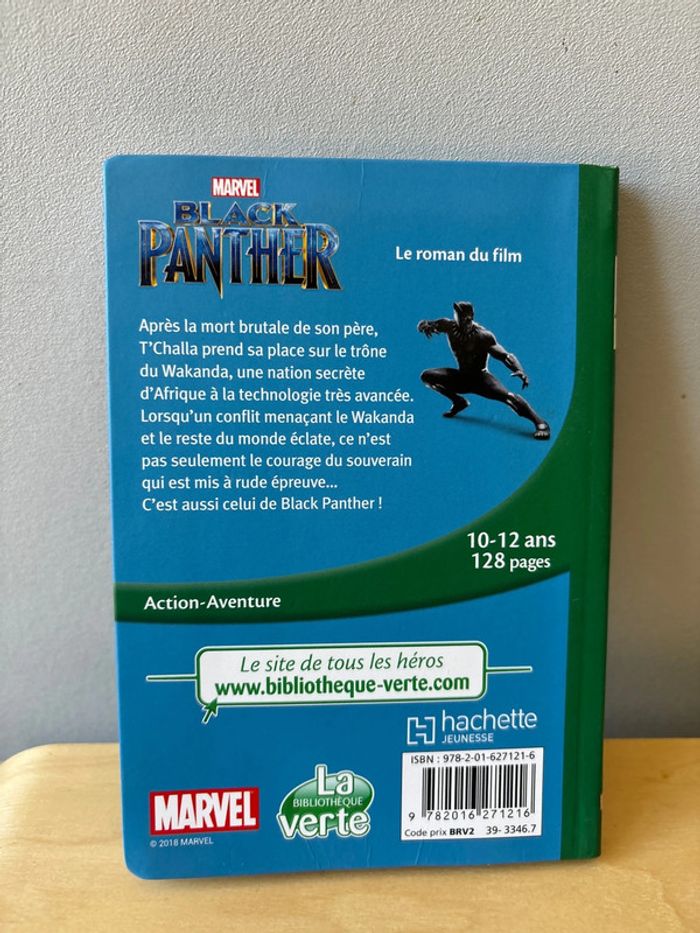 MARVEL
BLACK
PANTHER
Le roman du film
Après la mort brutale de son père,
T'Challa prend sa place sur le trône
du Wakanda, une nation secrète
d'Afrique à la technologie très avancée.
Lorsqu'un conflit menaçant le Wakanda
et le reste du monde éclate, ce n'est
pas seulement le courage du souverain
qui est mis à rude épreuve...
C'est aussi celui de Black Panther !
10-12 ans
128 pages
Action-Aventure
Le site de tous les héros
www.bibliotheque-verte.com
hachette
JEUNESSE
ISBN : 978-2-01-627121-6
9 782016 271216
Code prix BRV2 39- 3346.7
MARVEL
© 2018 MARVEL
La
BIBLIOTHÈQUE
verte